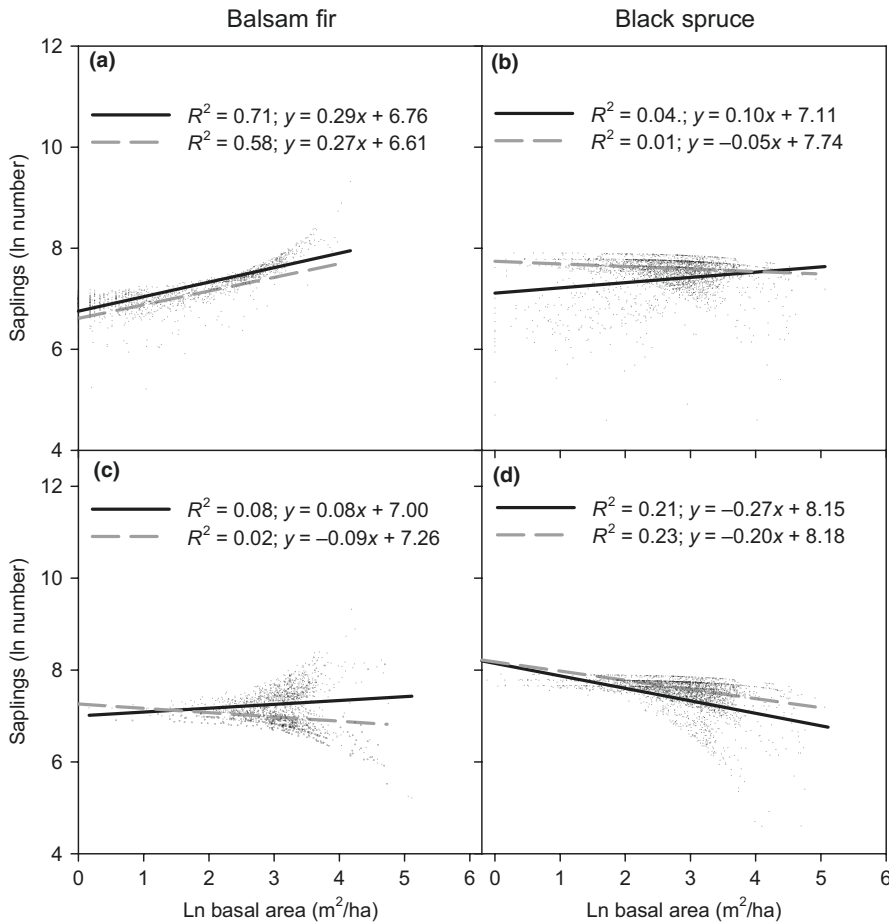 Balsam fir
Black spruce
12
10
8
6
4
Saplings (ln number)
(a)
R² = 0.71; y = 0.29x + 6.76
R² = 0.58; y = 0.27x + 6.61
(b)
R² = 0.04.; y = 0.10x + 7.11
R² = 0.01; y = –0.05x + 7.74
12
10
8
6
4
Saplings (ln number)
(c)
R² = 0.08; y = 0.08x + 7.00
R² = 0.02; y = –0.09x + 7.26
(d)
R² = 0.21; y = –0.27x + 8.15
R² = 0.23; y = –0.20x + 8.18
0 1 2 3 4 5 6
0 1 2 3 4 5 6
Ln basal area (m²/ha)
Ln basal area (m²/ha)